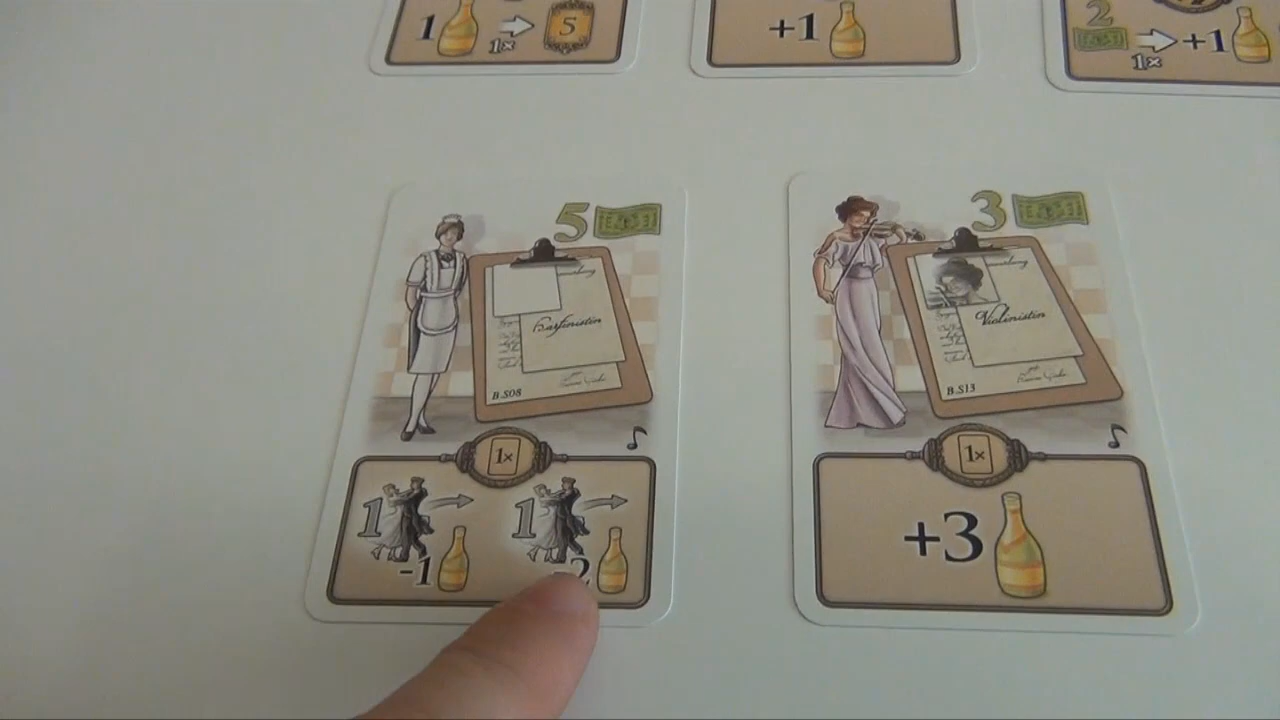 1 1x 5
+1
2 1x +1
5
Harfinistin
B.S08
1x
1 -1 1 -2
3
Violinistin
B.S13
1x
+3